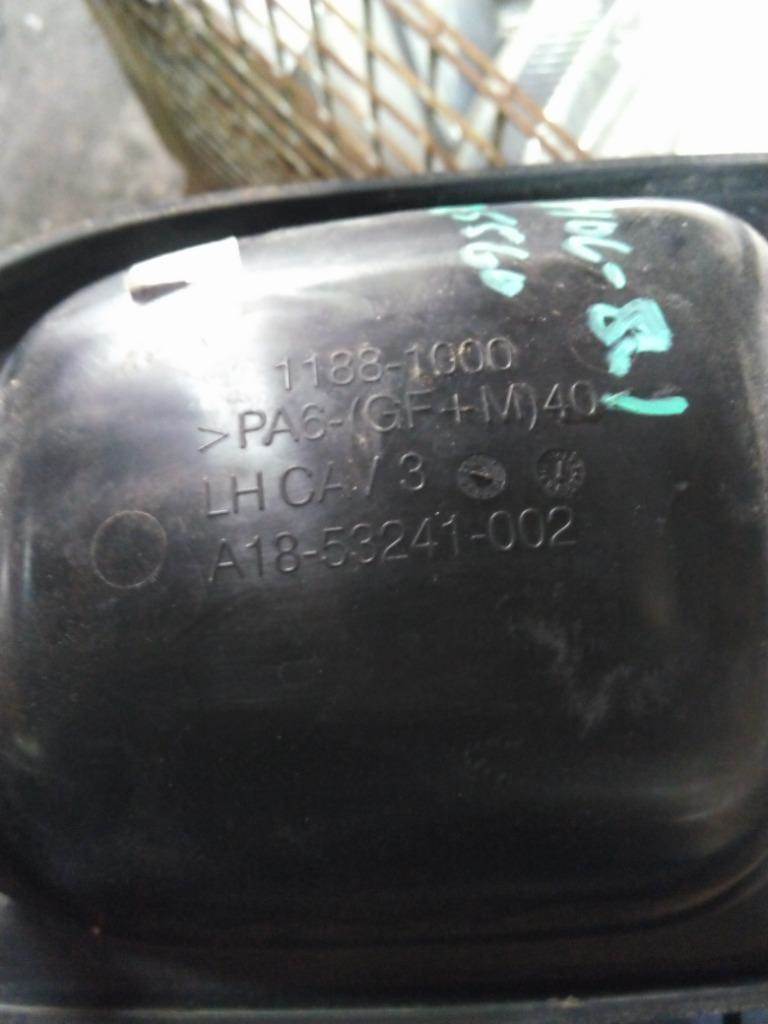 1188-1000
>PA6-(GF+M)40
LH CAV 3
A18-53241-002